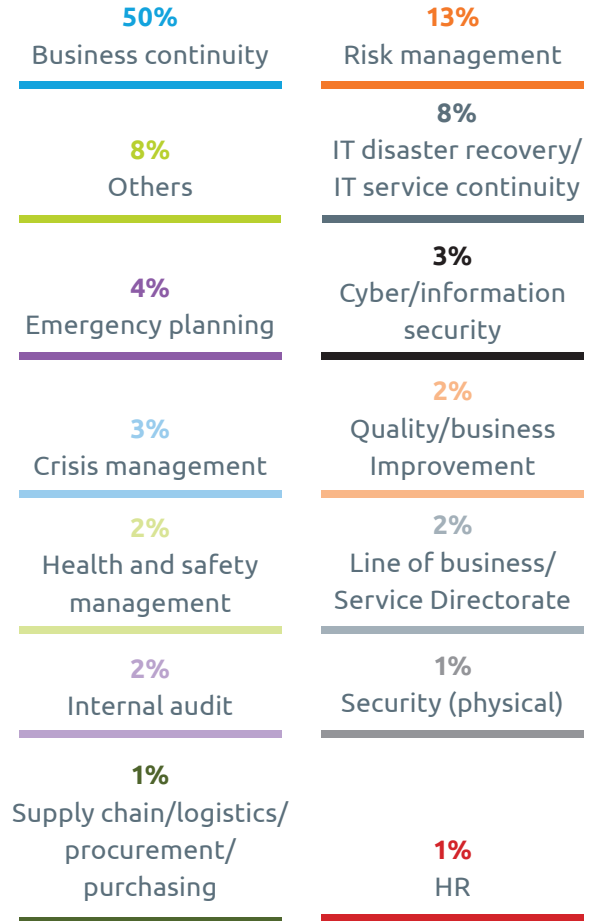 50%
Business continuity
13%
Risk management
8%
Others
8%
IT disaster recovery/
IT service continuity
4%
Emergency planning
3%
Cyber/information
security
3%
Crisis management
2%
Quality/business
Improvement
2%
Health and safety
management
2%
Line of business/
Service Directorate
2%
Internal audit
1%
Security (physical)
1%
Supply chain/logistics/
procurement/
purchasing
1%
HR